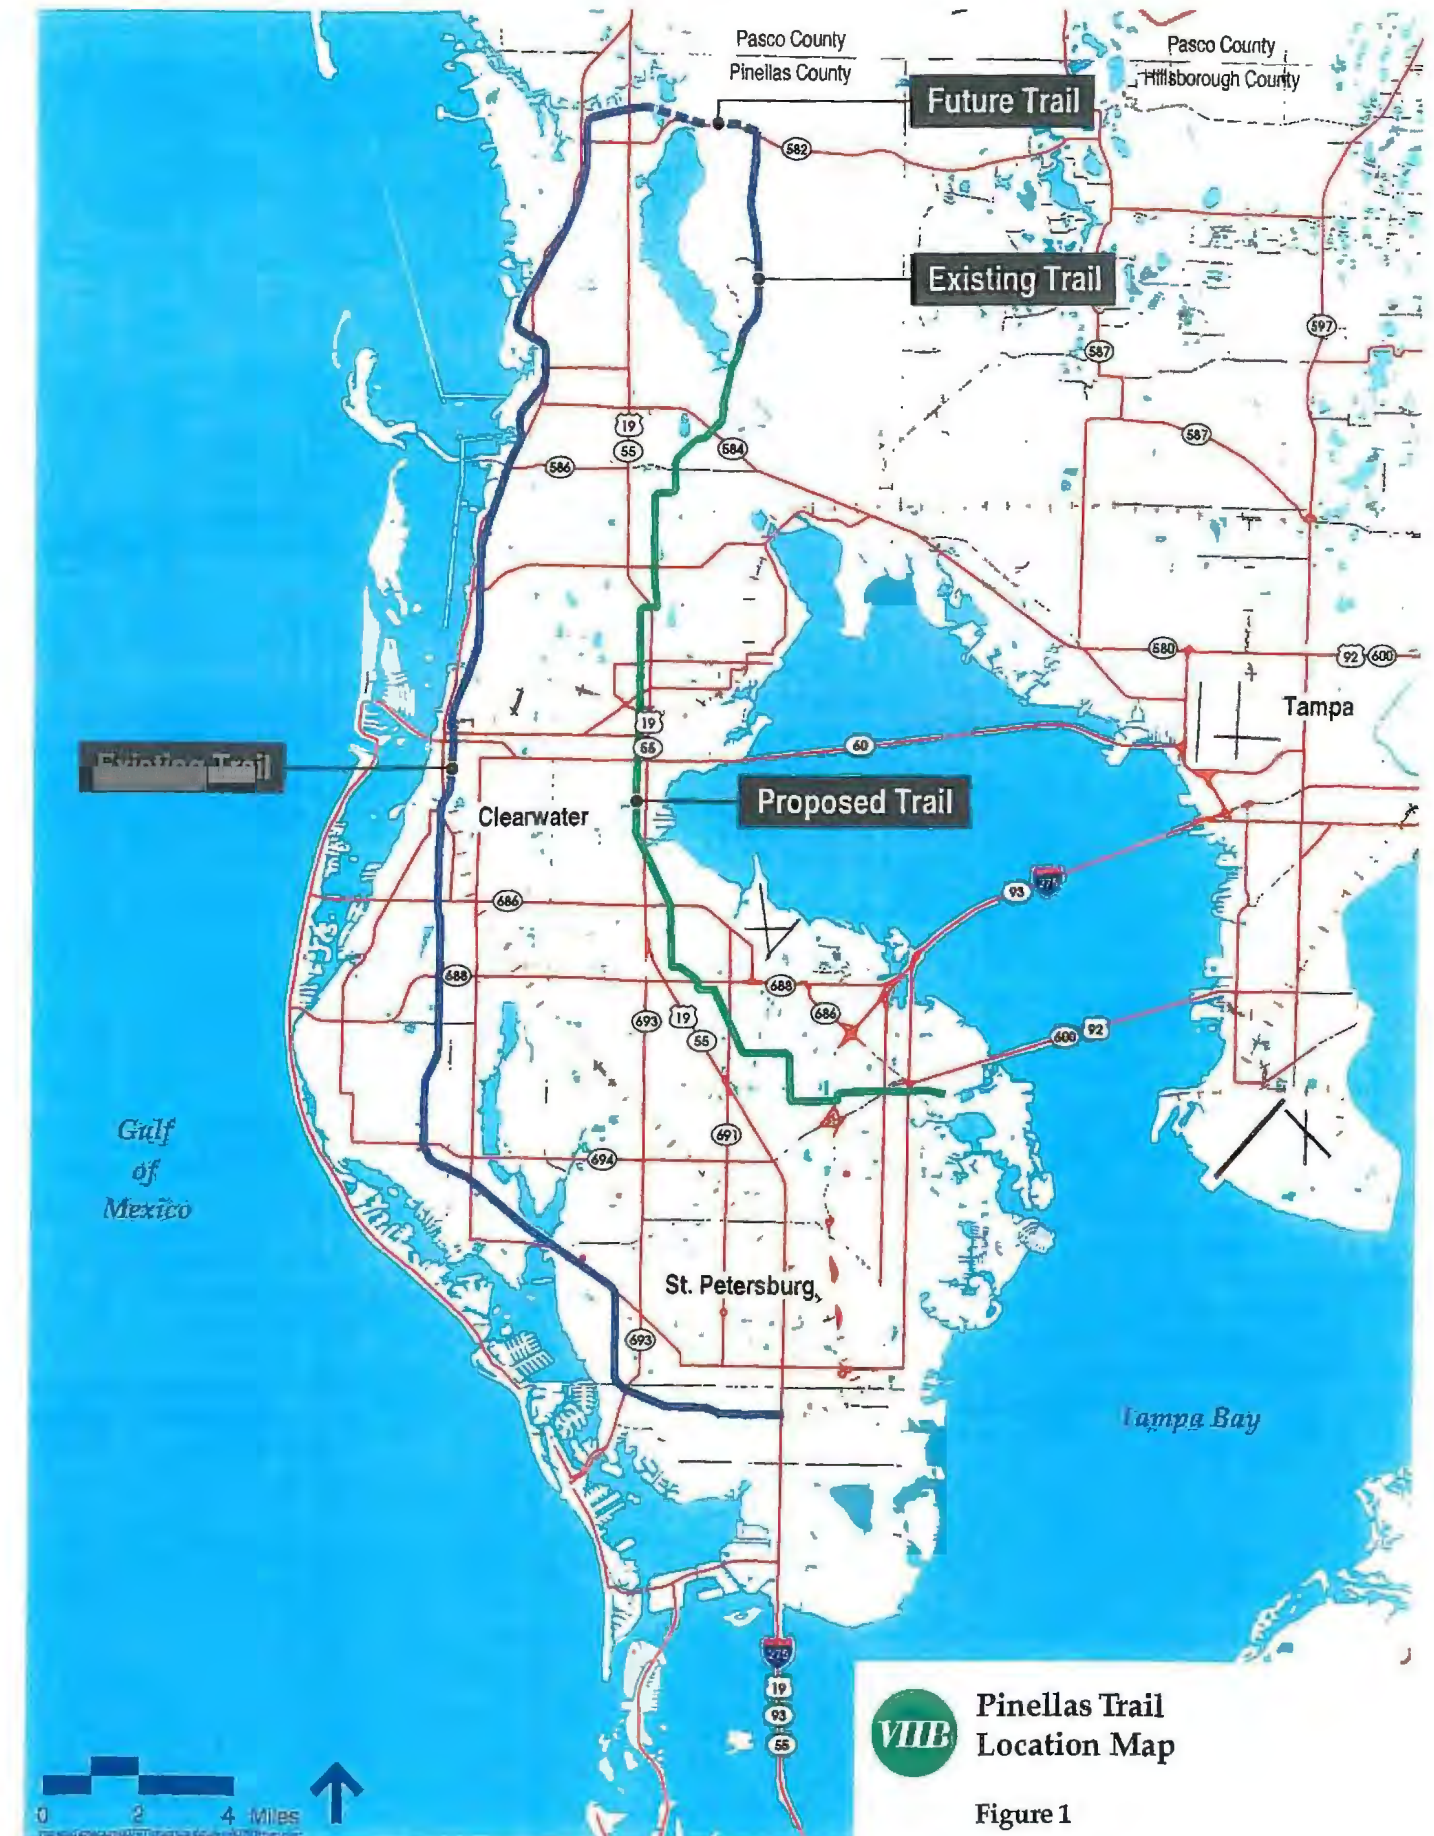 Pasco County
Pinellas County
Pasco County
Hillsborough County
Future Trail
582
Existing Trail
597
587
19
55
584
587
586
580
92 600
Tampa
19
55
60
Existing Trail
Clearwater
Proposed Trail
93 275
686
688
688
686
693
19
55
600 92
Gulf
of
Mexico
691
694
St. Petersburg
693
Tampa Bay
275
19
93
55
VHB
Pinellas Trail
Location Map
Figure 1
0 2 4 Miles